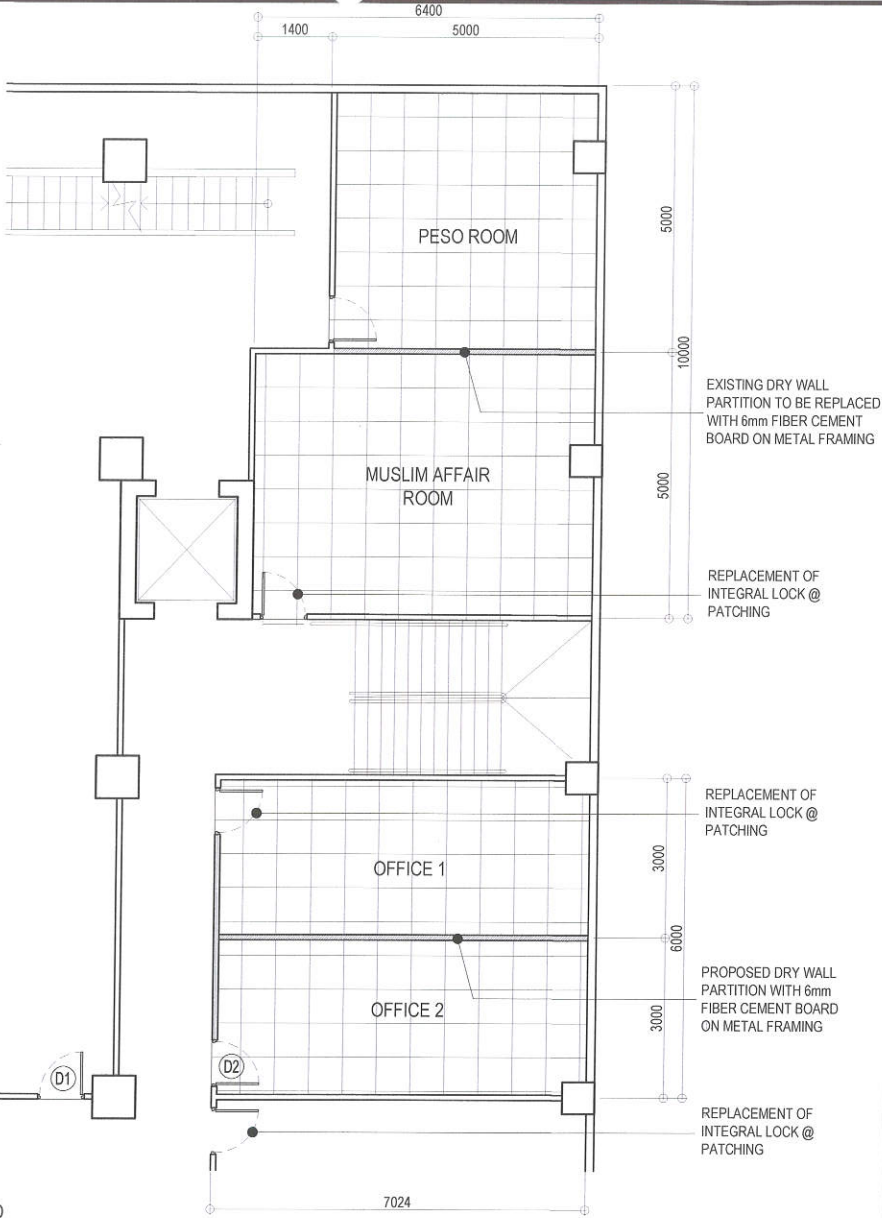 6400
1400
5000
PESO ROOM
5000
10000
EXISTING DRY WALL
PARTITION TO BE REPLACED
WITH 6mm FIBER CEMENT
BOARD ON METAL FRAMING
MUSLIM AFFAIR
ROOM
5000
REPLACEMENT OF
INTEGRAL LOCK @
PATCHING
REPLACEMENT OF
INTEGRAL LOCK @
PATCHING
OFFICE 1
3000
6000
PROPOSED DRY WALL
PARTITION WITH 6mm
FIBER CEMENT BOARD
ON METAL FRAMING
OFFICE 2
3000
D1
D2
REPLACEMENT OF
INTEGRAL LOCK @
PATCHING
7024